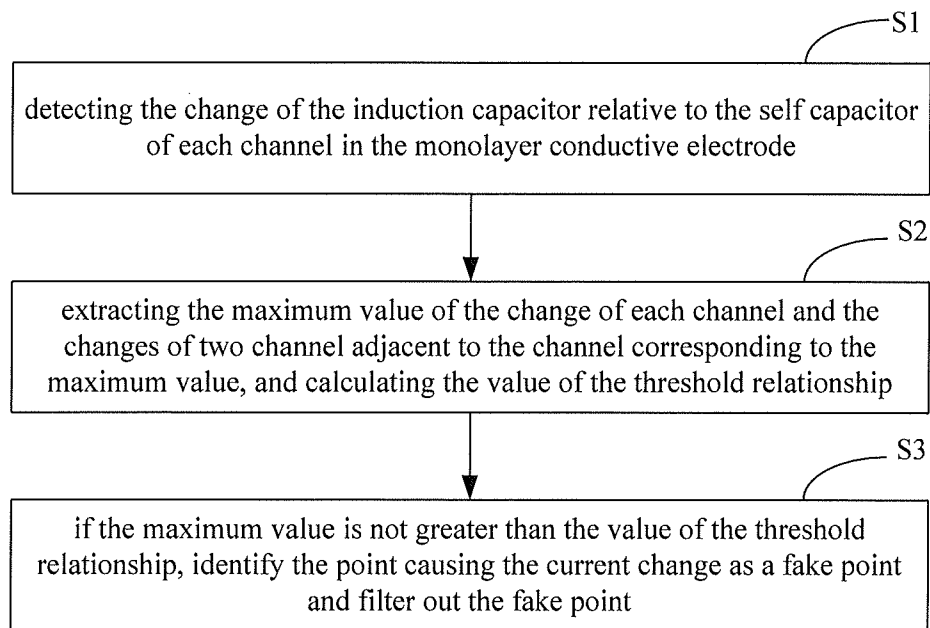 S1
detecting the change of the induction capacitor relative to the self capacitor
of each channel in the monolayer conductive electrode
S2
extracting the maximum value of the change of each channel and the
changes of two channel adjacent to the channel corresponding to the
maximum value, and calculating the value of the threshold relationship
S3
if the maximum value is not greater than the value of the threshold
relationship, identify the point causing the current change as a fake point
and filter out the fake point